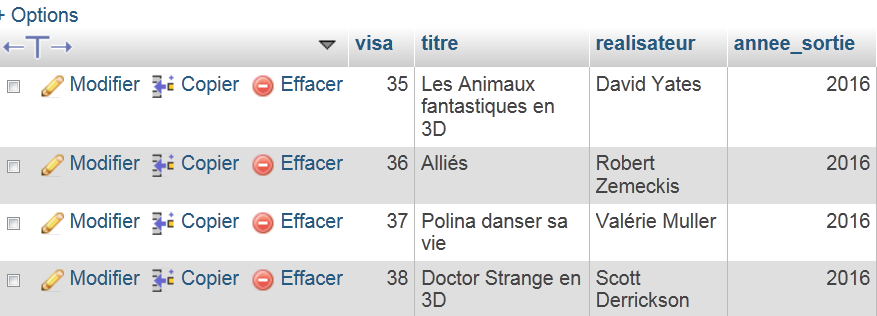 + Options
←T→ visa titre realisateur annee_sortie
Modifier Copier Effacer 35 Les Animaux David Yates 2016
fantastiques en
3D
Modifier Copier Effacer 36 Alliés Robert 2016
Zemeckis
Modifier Copier Effacer 37 Polina danser sa Valérie Muller 2016
vie
Modifier Copier Effacer 38 Doctor Strange en Scott 2016
3D Derrickson